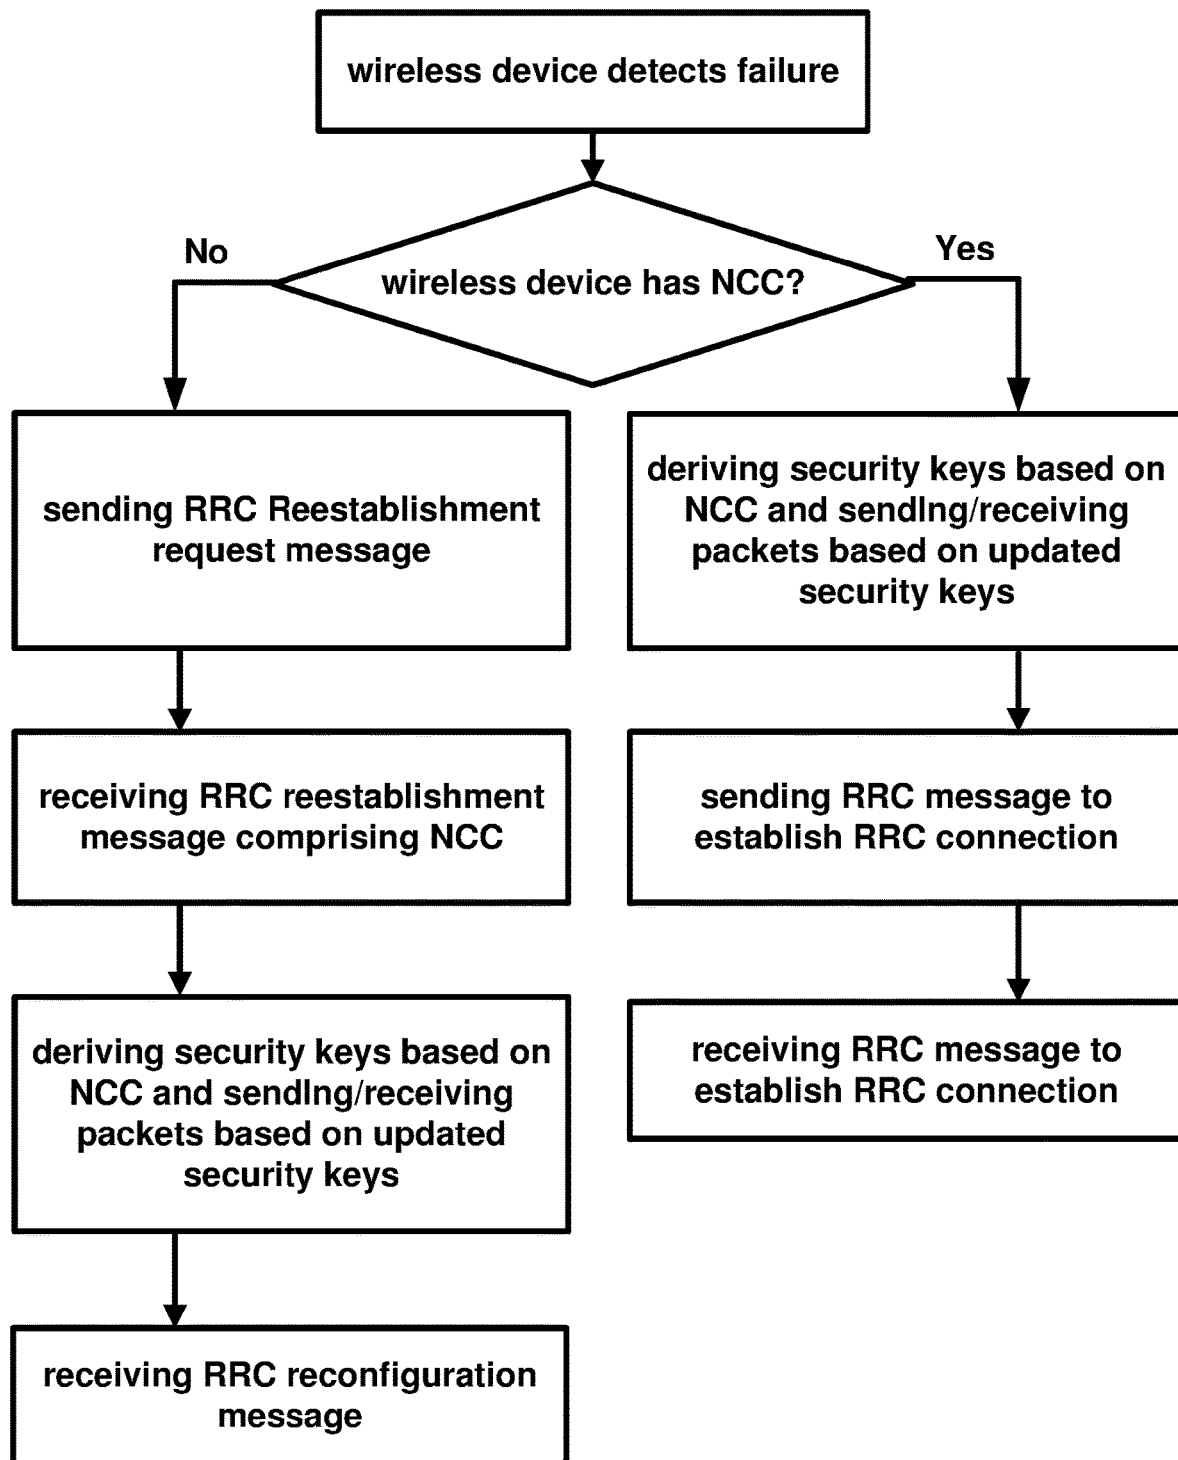 wireless device detects failure
No
Yes
wireless device has NCC?
sending RRC Reestablishment
request message
receiving RRC reestablishment
message comprising NCC
deriving security keys based on
NCC and sendIng/receiving
packets based on updated
security keys
receiving RRC reconfiguration
message
deriving security keys based on
NCC and sendIng/receiving
packets based on updated
security keys
sending RRC message to
establish RRC connection
receiving RRC message to
establish RRC connection